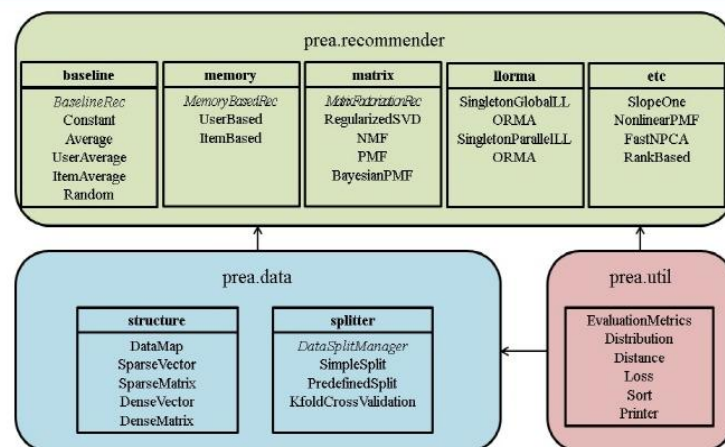 prea.recommender
baseline
BaselineRec
Constant
Average
UserAverage
ItemAverage
Random
memory
MemoryBasedRec
UserBased
ItemBased
matrix
MatrixFactorizationRec
RegularizedSVD
NMF
PMF
BayesianPMF
llorma
SingletonGlobalLL
ORMA
SingletonParallelLL
ORMA
etc
SlopeOne
NonlinearPMF
FastNPCA
RankBased
prea.data
structure
DataMap
SparseVector
SparseMatrix
DenseVector
DenseMatrix
splitter
DataSplitManager
SimpleSplit
PredefinedSplit
KfoldCrossValidation
prea.util
EvaluationMetrics
Distribution
Distance
Loss
Sort
Printer